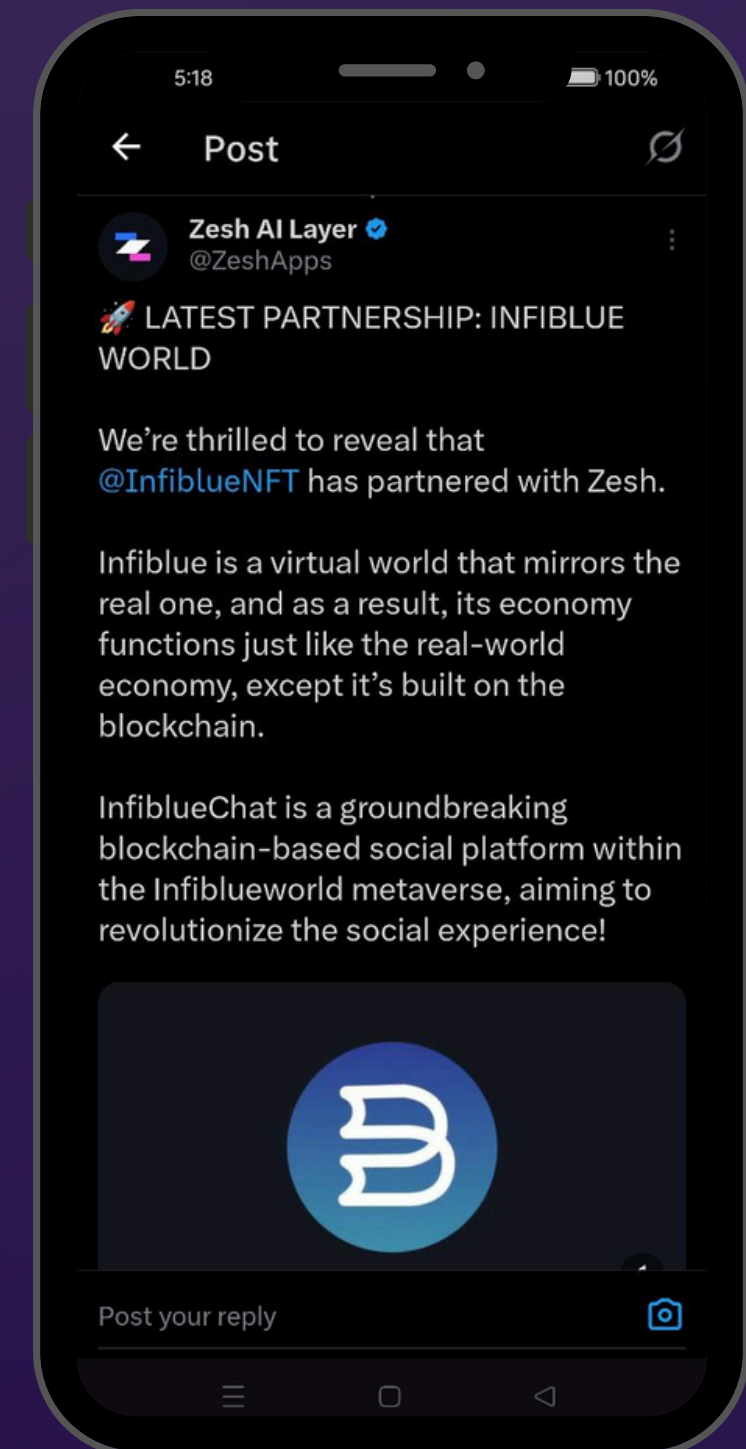 5:18
100%
Post
Zesh AI Layer
@ZeshApps
🚀 LATEST PARTNERSHIP: INFIBLUE
WORLD
We’re thrilled to reveal that
@InfiblueNFT has partnered with Zesh.
Infiblue is a virtual world that mirrors the
real one, and as a result, its economy
functions just like the real-world
economy, except it’s built on the
blockchain.
InfiblueChat is a groundbreaking
blockchain-based social platform within
the Infiblueworld metaverse, aiming to
revolutionize the social experience!
Post your reply